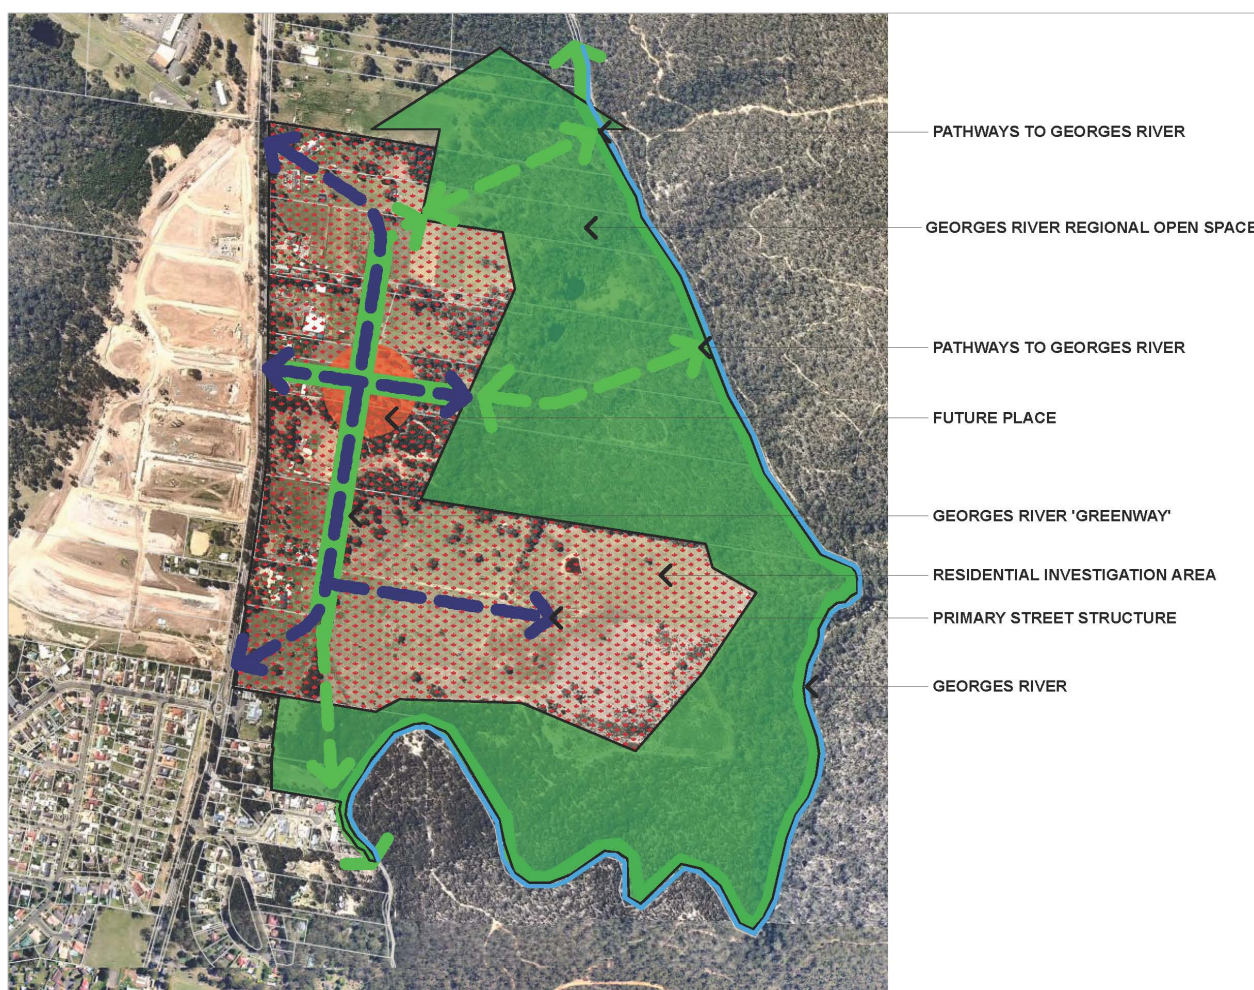 PATHWAYS TO GEORGES RIVER
GEORGES RIVER REGIONAL OPEN SPACE
PATHWAYS TO GEORGES RIVER
FUTURE PLACE
GEORGES RIVER 'GREENWAY'
RESIDENTIAL INVESTIGATION AREA
PRIMARY STREET STRUCTURE
GEORGES RIVER